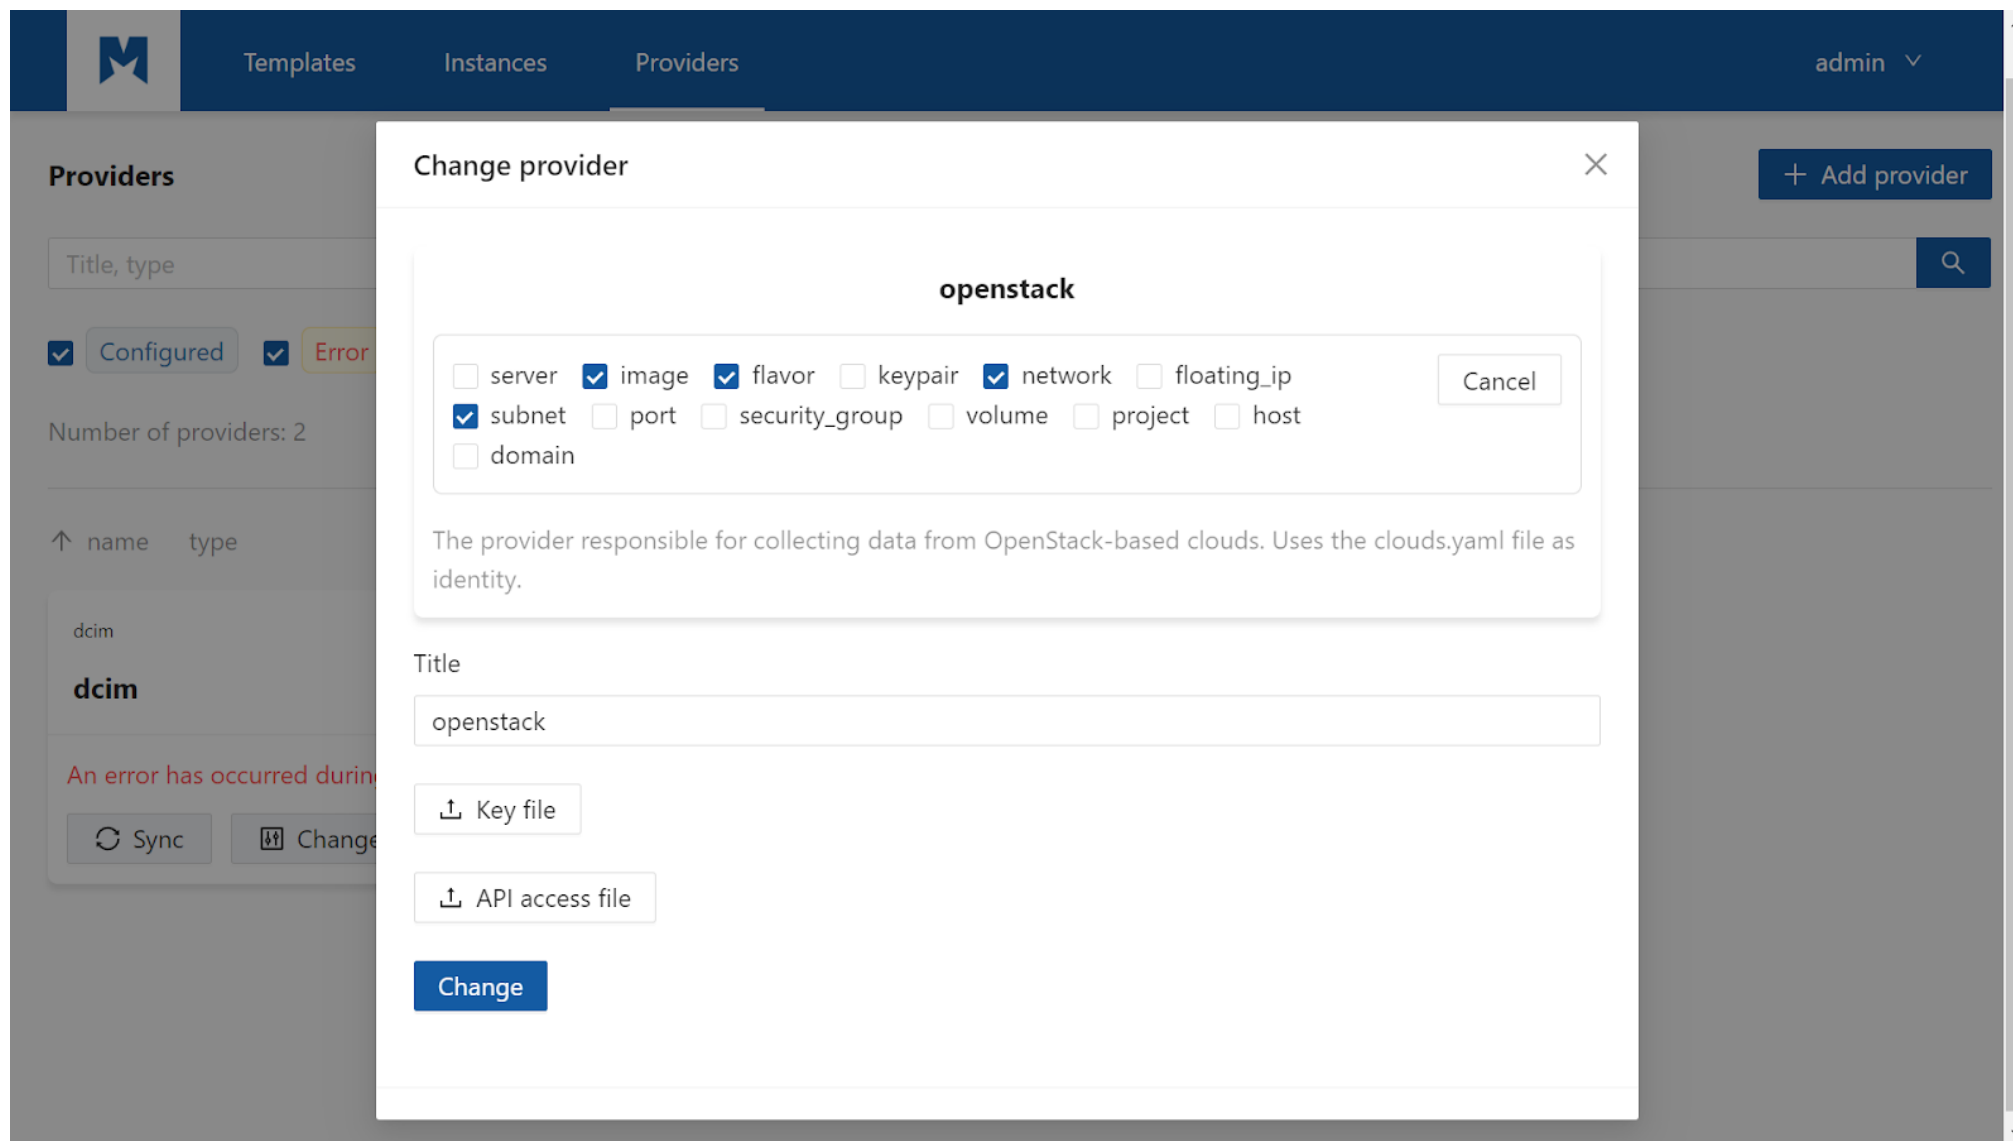 Templates Instances Providers admin
Providers
Change provider
+ Add provider
Title, type
openstack
Configured Error
server image flavor keypair network floating_ip Cancel
subnet port security_group volume project host
domain
Number of providers: 2
name type
The provider responsible for collecting data from OpenStack-based clouds. Uses the clouds.yaml file as
identity.
dcim
dcim
Title
openstack
An error has occurred during
Sync Change
Key file
API access file
Change